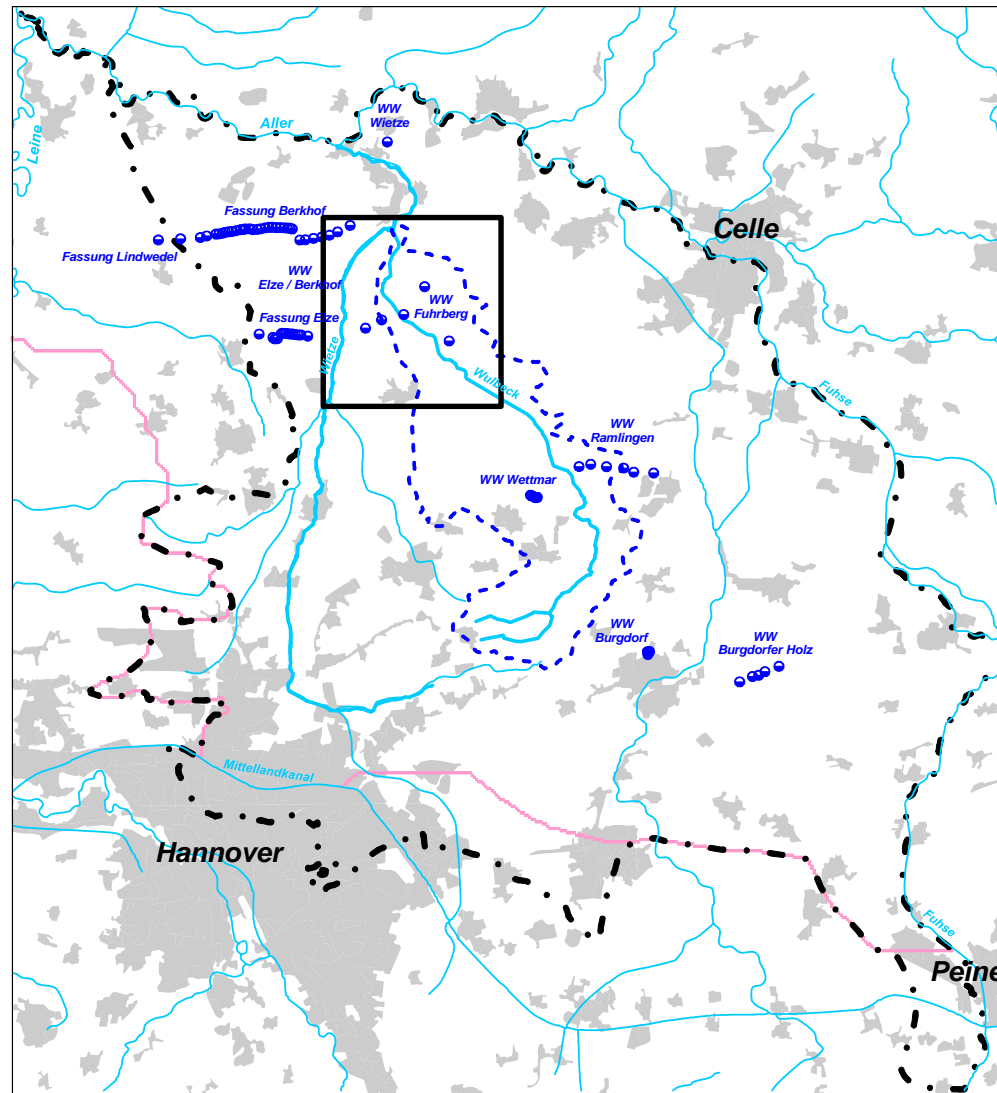 WW
Wietze
Aller
Leine
Fassung Berkhof
Celle
Fassung Lindwedel
WW
Elze / Berkhof
WW
Fuhrberg
Fassung Elze
Wietze
Wulbeck
Fuhse
WW
Ramlingen
WW Wettmar
WW
Burgdorf
WW
Burgdorfer Holz
Mittellandkanal
Hannover
Fuhse
Peine